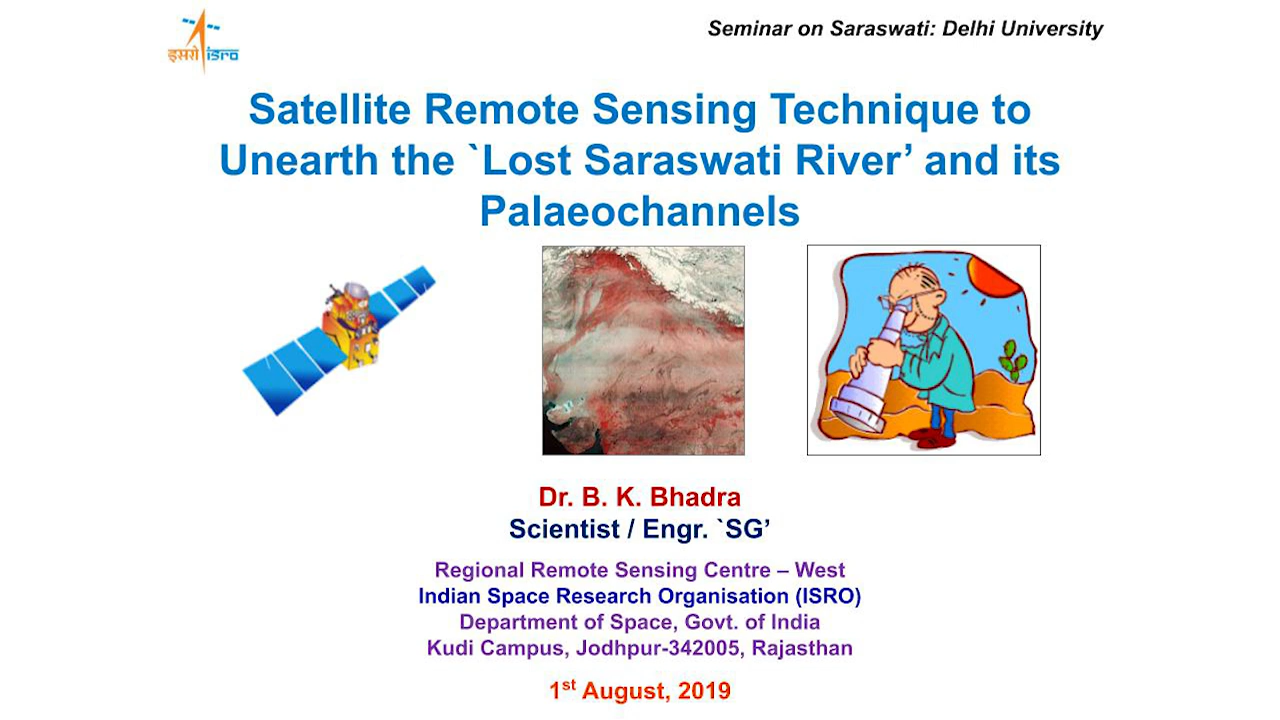 इसरो isro
Seminar on Saraswati: Delhi University
Satellite Remote Sensing Technique to
Unearth the `Lost Saraswati River’ and its
Palaeochannels
Dr. B. K. Bhadra
Scientist / Engr. `SG’
Regional Remote Sensing Centre – West
Indian Space Research Organisation (ISRO)
Department of Space, Govt. of India
Kudi Campus, Jodhpur-342005, Rajasthan
1st August, 2019